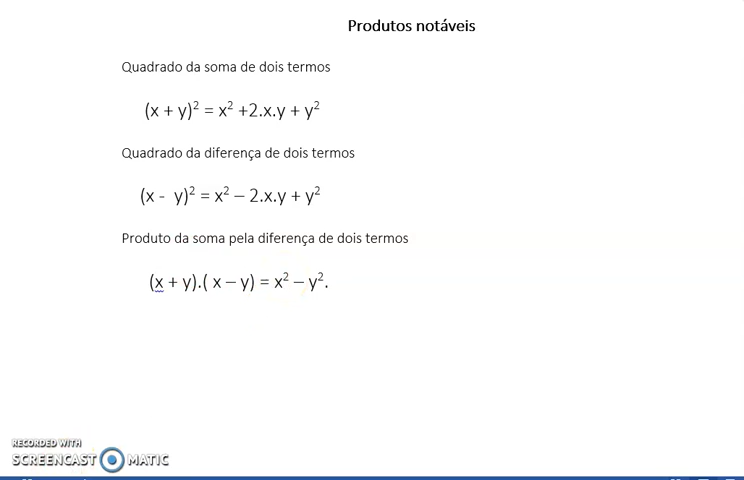 Produtos notáveis
Quadrado da soma de dois termos
(x + y)² = x² +2.x.y + y²
Quadrado da diferença de dois termos
(x - y)² = x² – 2.x.y + y²
Produto da soma pela diferença de dois termos
(x + y).( x – y) = x² – y².
RECORDED WITH
SCREENCAST MATIC